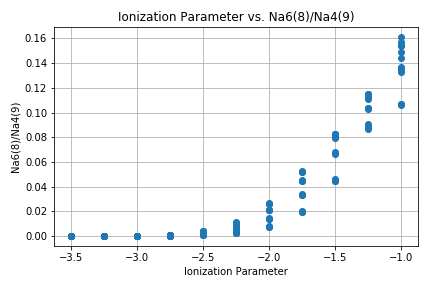 Ionization Parameter vs. Na6(8)/Na4(9)
Na6(8)/Na4(9)
0.16
0.14
0.12
0.10
0.08
0.06
0.04
0.02
0.00
−3.5 −3.0 −2.5 −2.0 −1.5 −1.0
Ionization Parameter